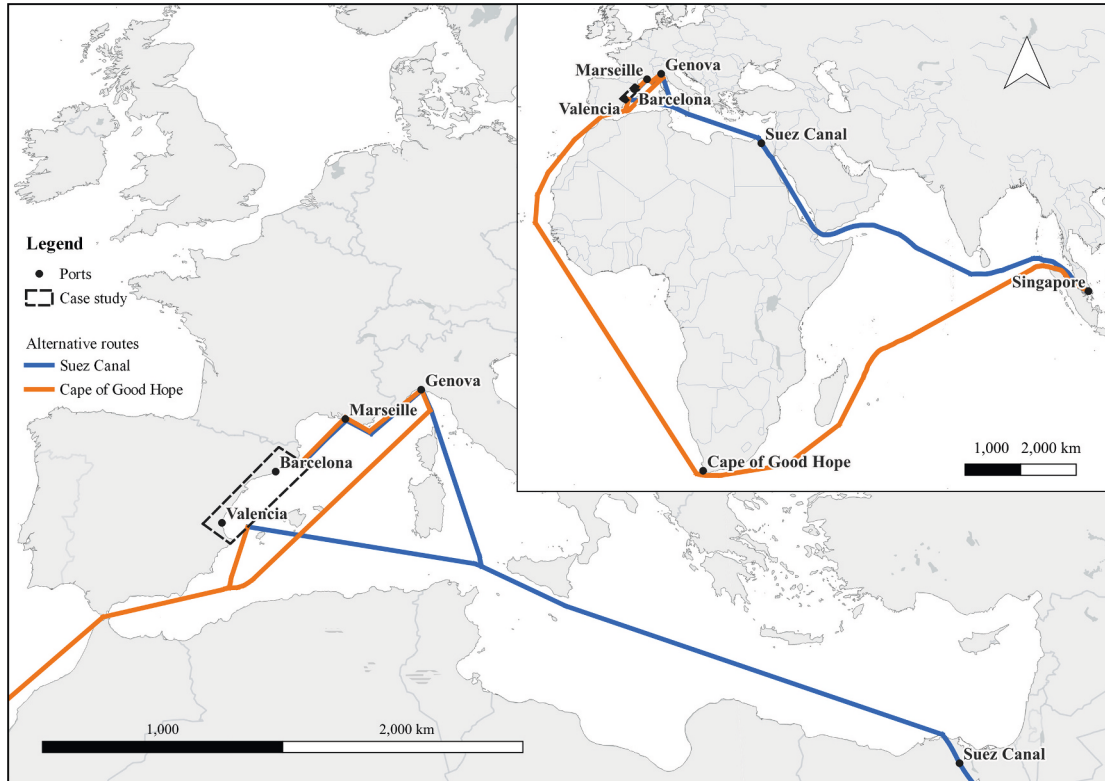 Legend
Ports
Case study
Alternative routes
Suez Canal
Cape of Good Hope
Genova
Marseille
Barcelona
Valencia
Suez Canal
1,000 2,000 km
Genova
Marseille
Valencia
Barcelona
Suez Canal
Singapore
Cape of Good Hope
1,000 2,000 km